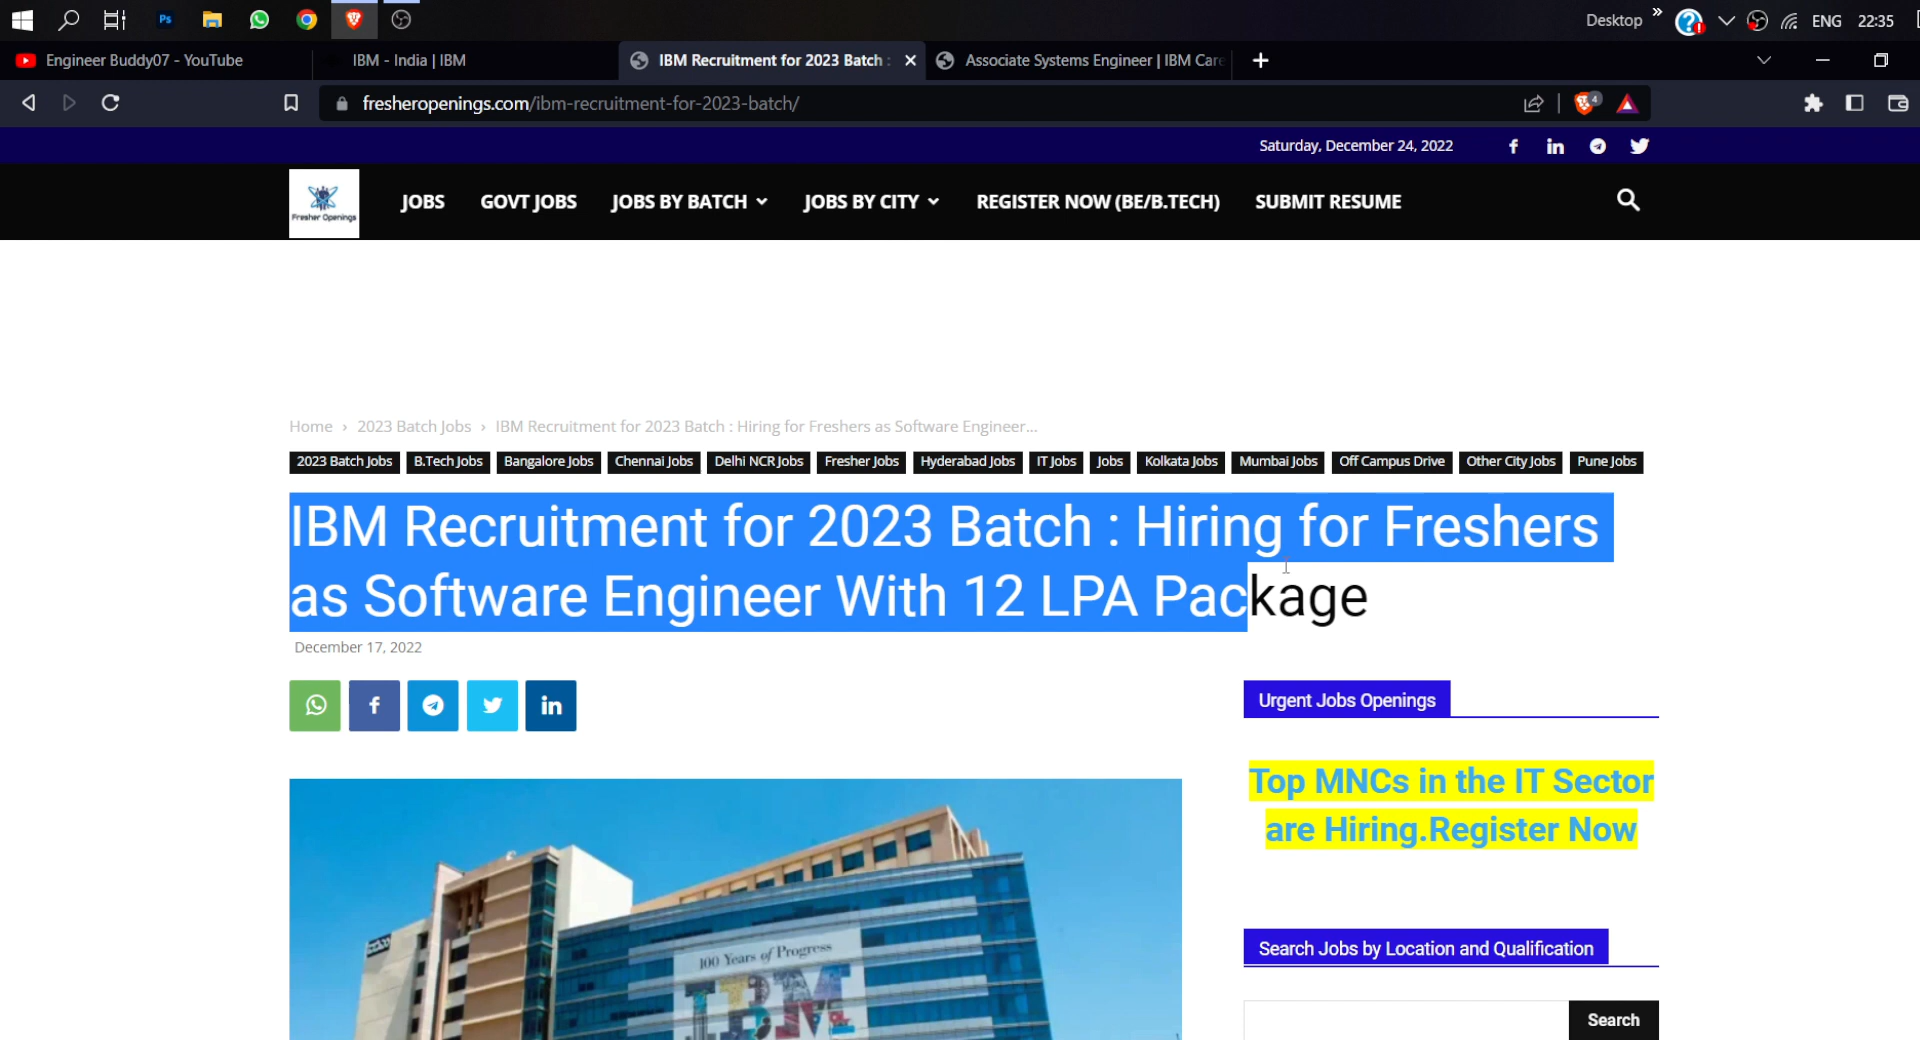 Ps
Desktop
»
ENG
22:35
Engineer Buddy07 - YouTube
IBM - India | IBM
IBM Recruitment for 2023 Batch :
Associate Systems Engineer | IBM Care
fresheropenings.com/ibm-recruitment-for-2023-batch/
4
Saturday, December 24, 2022
Fresher Openings
JOBS
GOVT JOBS
JOBS BY BATCH
JOBS BY CITY
REGISTER NOW (BE/B.TECH)
SUBMIT RESUME
Home › 2023 Batch Jobs › IBM Recruitment for 2023 Batch : Hiring for Freshers as Software Engineer...
2023 Batch Jobs
B.Tech Jobs
Bangalore Jobs
Chennai Jobs
Delhi NCR Jobs
Fresher Jobs
Hyderabad Jobs
IT Jobs
Jobs
Kolkata Jobs
Mumbai Jobs
Off Campus Drive
Other City Jobs
Pune Jobs
IBM Recruitment for 2023 Batch : Hiring for Freshers
as Software Engineer With 12 LPA Package
December 17, 2022
Urgent Jobs Openings
Top MNCs in the IT Sector
are Hiring.Register Now
Search Jobs by Location and Qualification
Search
100 Years of Progress
IBM